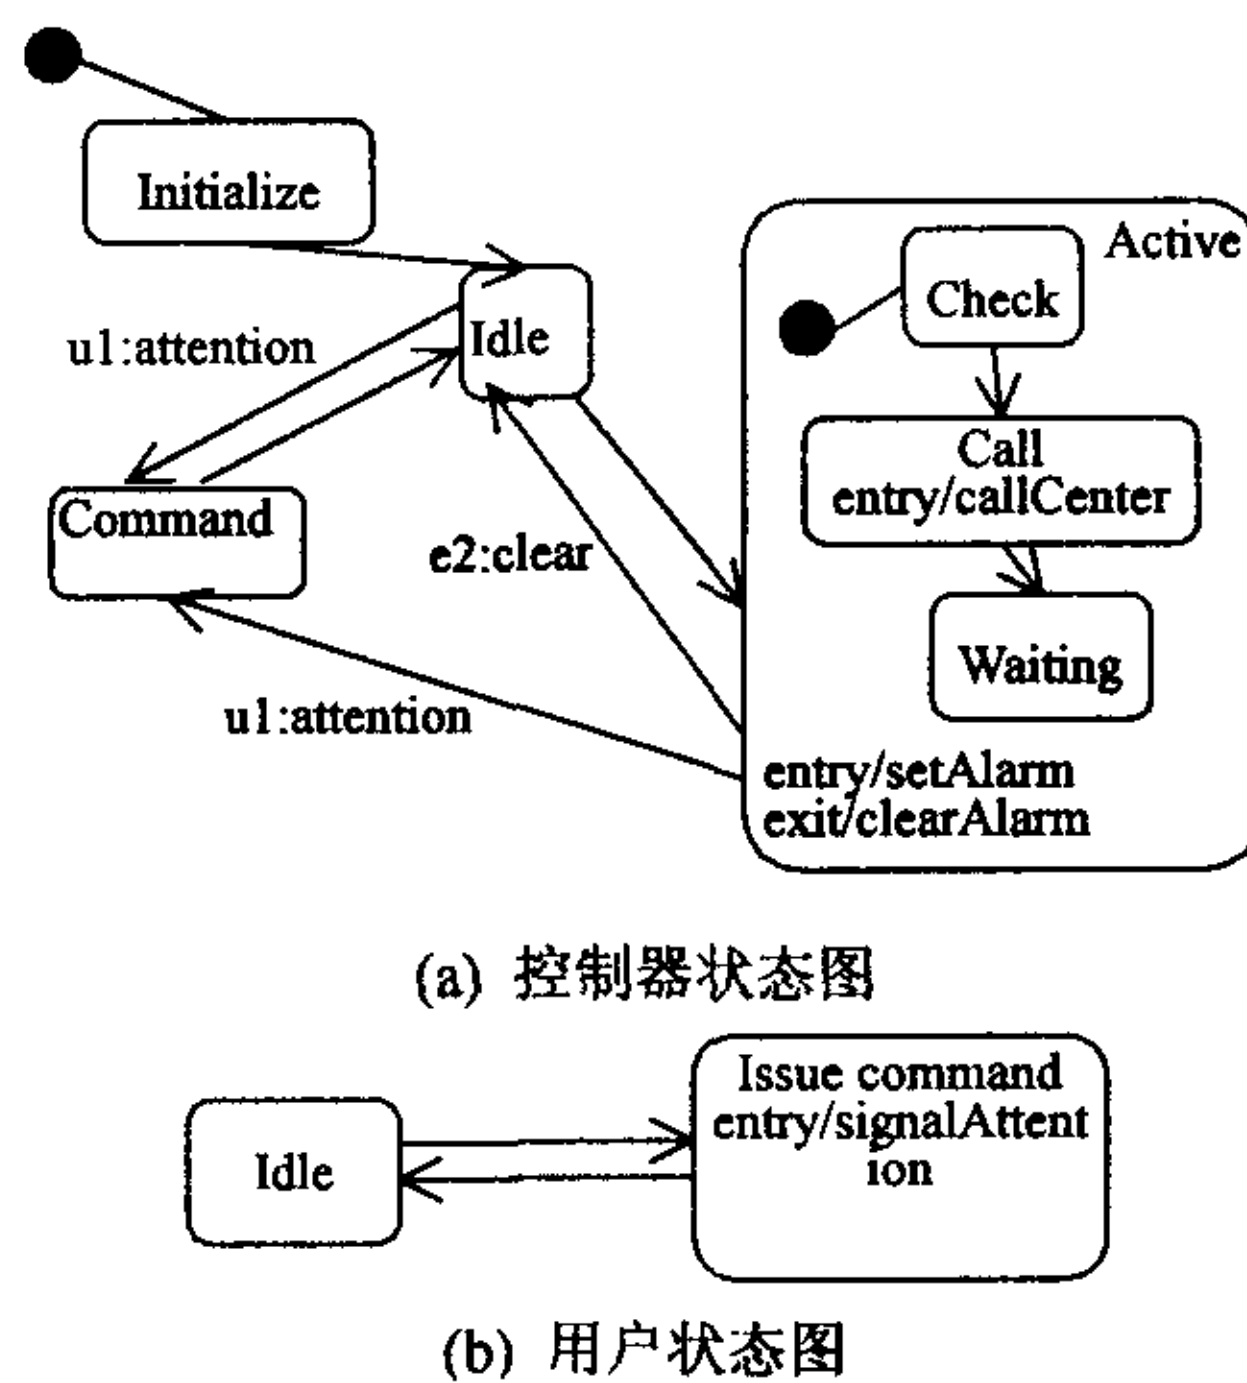 Initialize
Active
Check
u1:attention
Idle
Call
entry/callCenter
Command
e2:clear
Waiting
u1:attention
entry/setAlarm
exit/clearAlarm
(a) 控制器状态图
Issue command
entry/signalAttent
ion
Idle
(b) 用户状态图